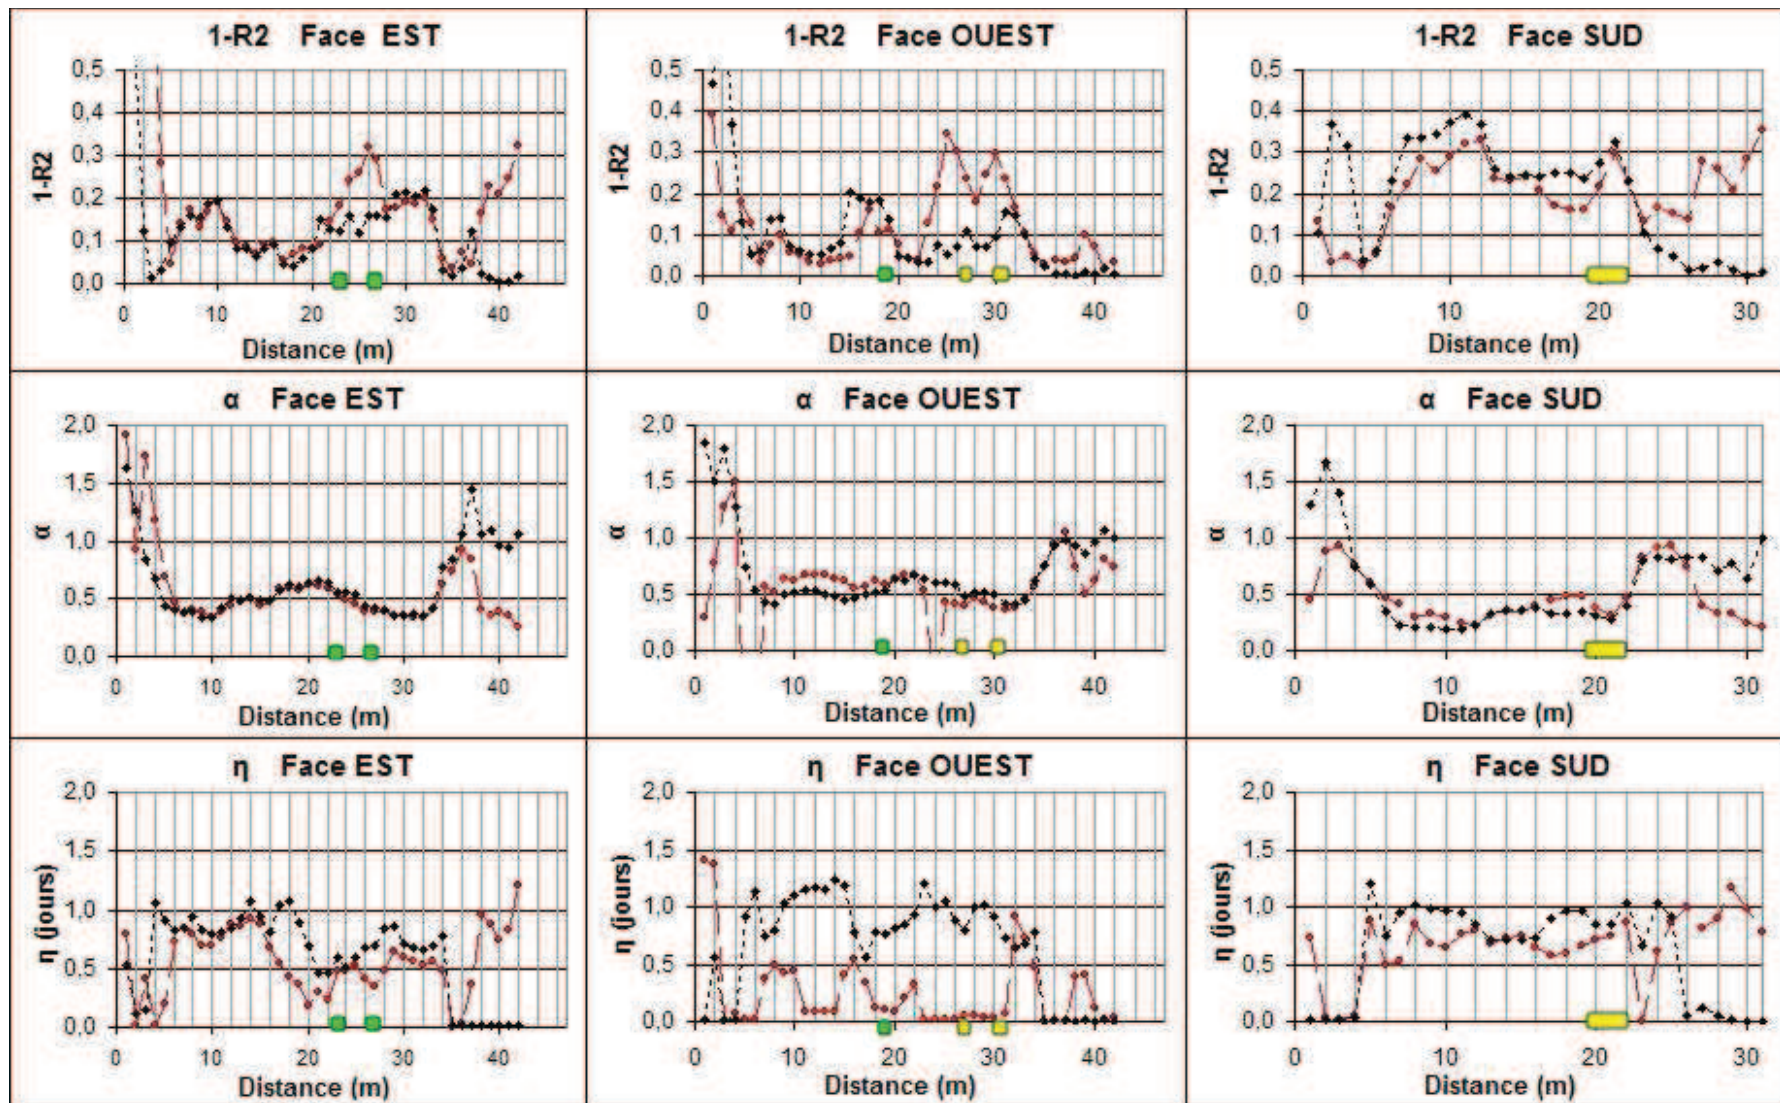 1-R2 Face EST
0,5
0,4
0,3
0,2
0,1
0,0
1-R2
0 10 20 30 40
Distance (m)
1-R2 Face OUEST
0,5
0,4
0,3
0,2
0,1
0,0
1-R2
0 10 20 30 40
Distance (m)
1-R2 Face SUD
0,5
0,4
0,3
0,2
0,1
0,0
1-R2
0 10 20 30
Distance (m)
α Face EST
2,0
1,5
1,0
0,5
0,0
α
0 10 20 30 40
Distance (m)
α Face OUEST
2,0
1,5
1,0
0,5
0,0
α
0 10 20 30 40
Distance (m)
α Face SUD
2,0
1,5
1,0
0,5
0,0
α
0 10 20 30
Distance (m)
η Face EST
2,0
1,5
1,0
0,5
0,0
η (jours)
0 10 20 30 40
Distance (m)
η Face OUEST
2,0
1,5
1,0
0,5
0,0
η (jours)
0 10 20 30 40
Distance (m)
η Face SUD
2,0
1,5
1,0
0,5
0,0
η (jours)
0 10 20 30
Distance (m)